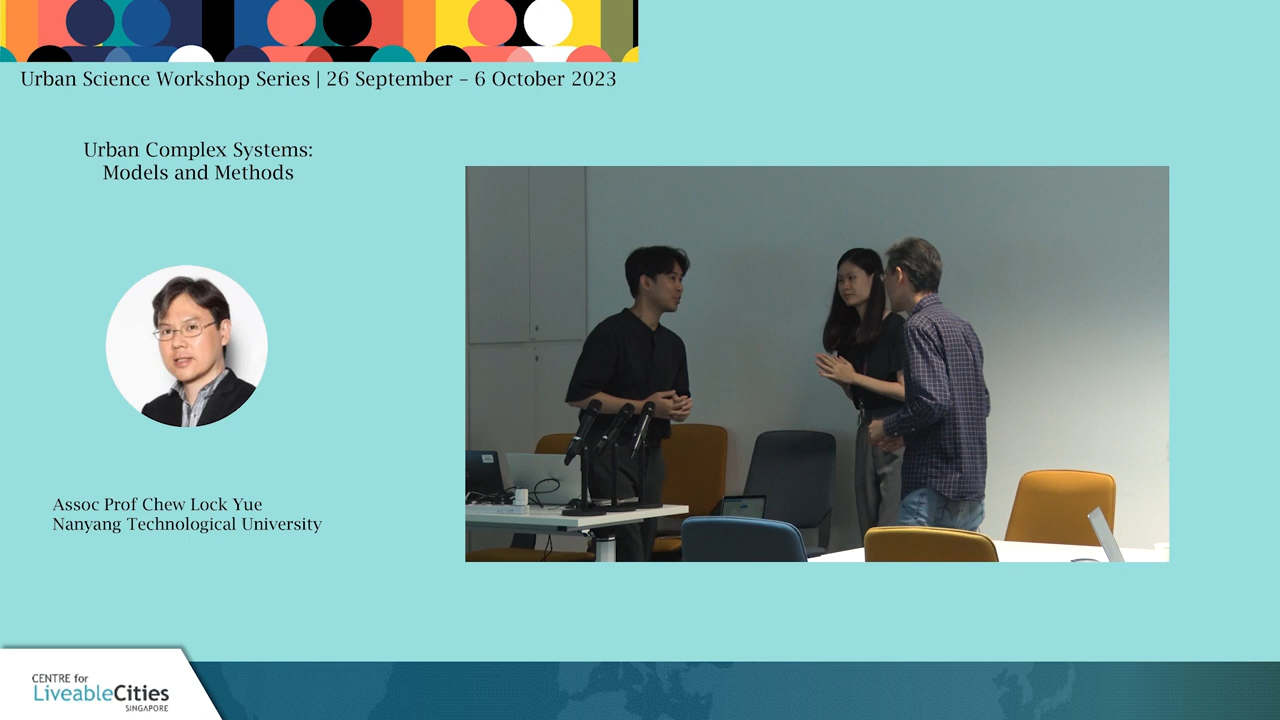 Urban Science Workshop Series | 26 September – 6 October 2023
Urban Complex Systems:
Models and Methods
Assoc Prof Chew Lock Yue
Nanyang Technological University
CENTRE for
LiveableCities
SINGAPORE